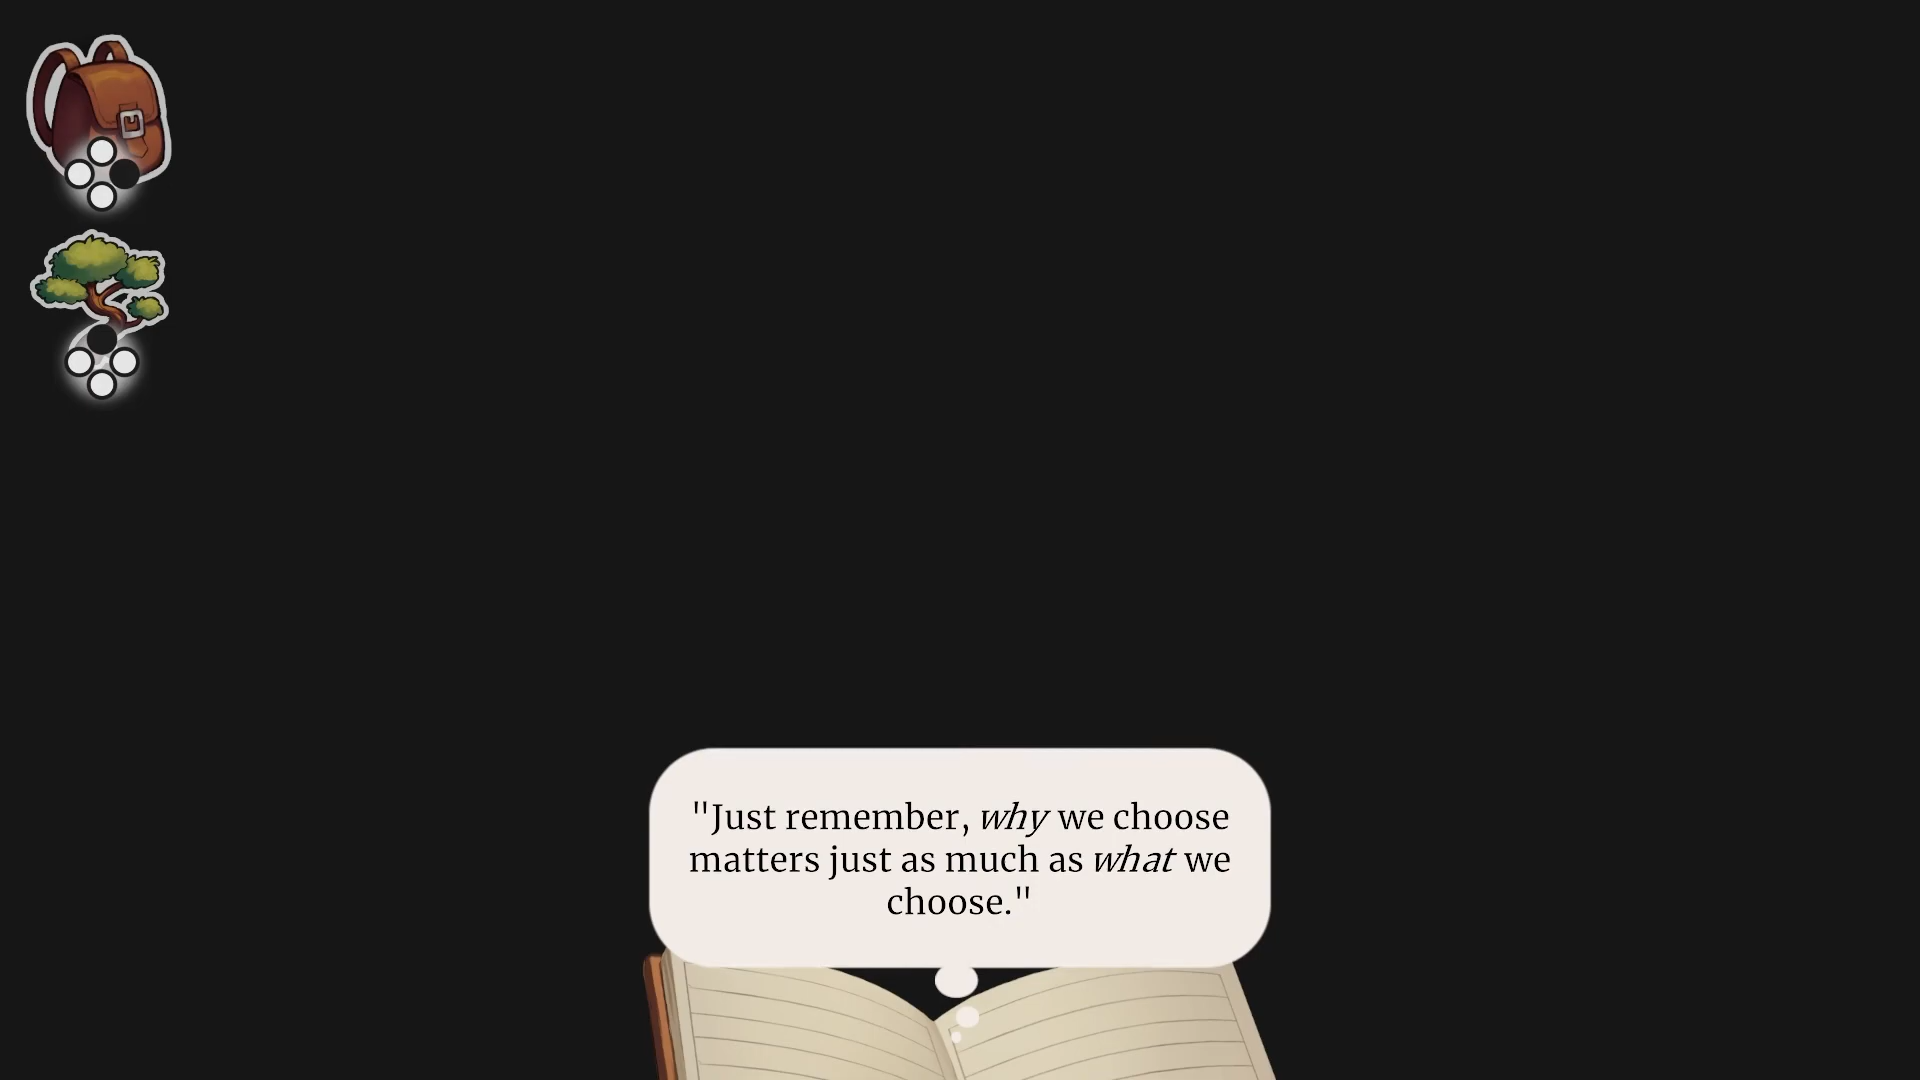 "Just remember, why we choose
matters just as much as what we
choose."